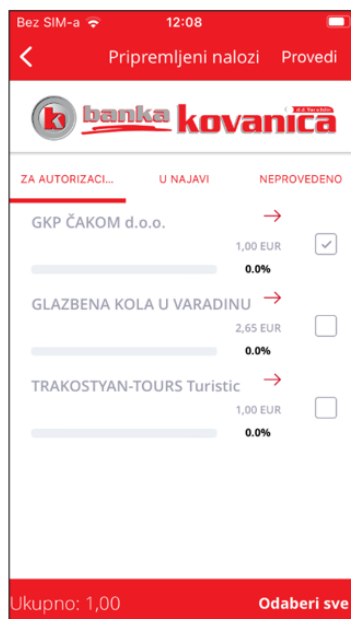 Bez SIM-a 12:08
Pripremljeni nalozi Provedi
banka kovanica
ZA AUTORIZACI... U NAJAVI NEPROVEDENO
GKP ČAKOM d.o.o.
1,00 EUR
0.0%
GLAZBENA KOLA U VARADINU
2,65 EUR
0.0%
TRAKOSTYAN-TOURS Turistic
1,00 EUR
0.0%
Ukupno: 1,00 Odaberi sve